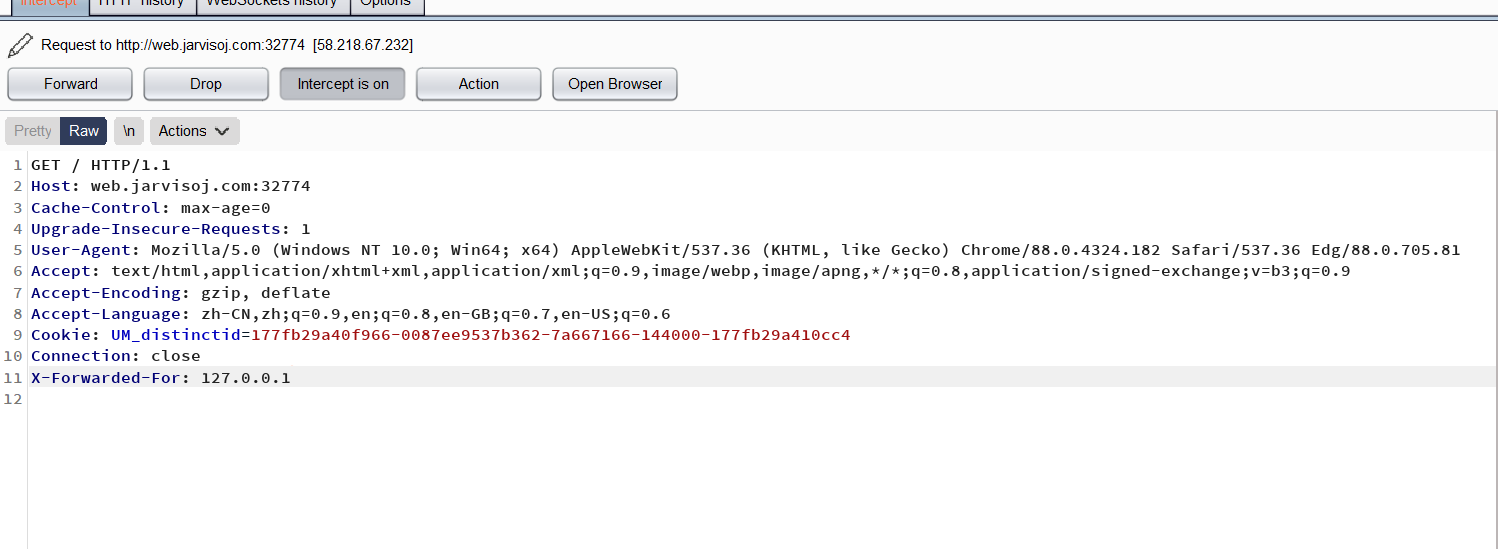 Intercept HTTP history WebSockets history Options
Request to http://web.jarvisoj.com:32774 [58.218.67.232]
Forward Drop Intercept is on Action Open Browser
Pretty Raw \n Actions
1 GET / HTTP/1.1
2 Host: web.jarvisoj.com:32774
3 Cache-Control: max-age=0
4 Upgrade-Insecure-Requests: 1
5 User-Agent: Mozilla/5.0 (Windows NT 10.0; Win64; x64) AppleWebKit/537.36 (KHTML, like Gecko) Chrome/88.0.4324.182 Safari/537.36 Edg/88.0.705.81
6 Accept: text/html,application/xhtml+xml,application/xml;q=0.9,image/webp,image/apng,*/*;q=0.8,application/signed-exchange;v=b3;q=0.9
7 Accept-Encoding: gzip, deflate
8 Accept-Language: zh-CN,zh;q=0.9,en;q=0.8,en-GB;q=0.7,en-US;q=0.6
9 Cookie: UM_distinctid=177fb29a40f966-0087ee9537b362-7a667166-144000-177fb29a410cc4
10 Connection: close
11 X-Forwarded-For: 127.0.0.1
12